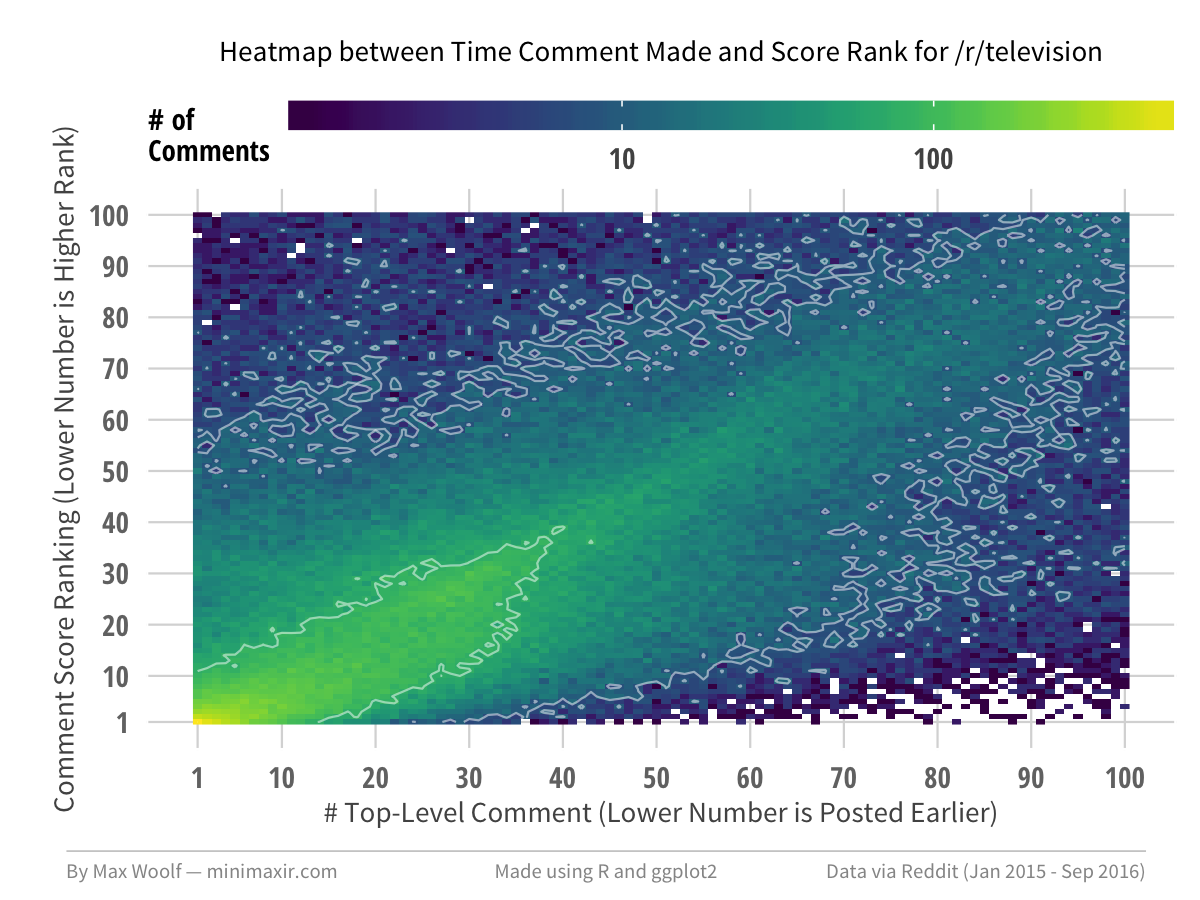 Heatmap between Time Comment Made and Score Rank for /r/television
# of
Comments
10
100
Comment Score Ranking (Lower Number is Higher Rank)
100
90
80
70
60
50
40
30
20
10
1
1 10 20 30 40 50 60 70 80 90 100
# Top-Level Comment (Lower Number is Posted Earlier)
By Max Woolf — minimaxir.com
Made using R and ggplot2
Data via Reddit (Jan 2015 - Sep 2016)